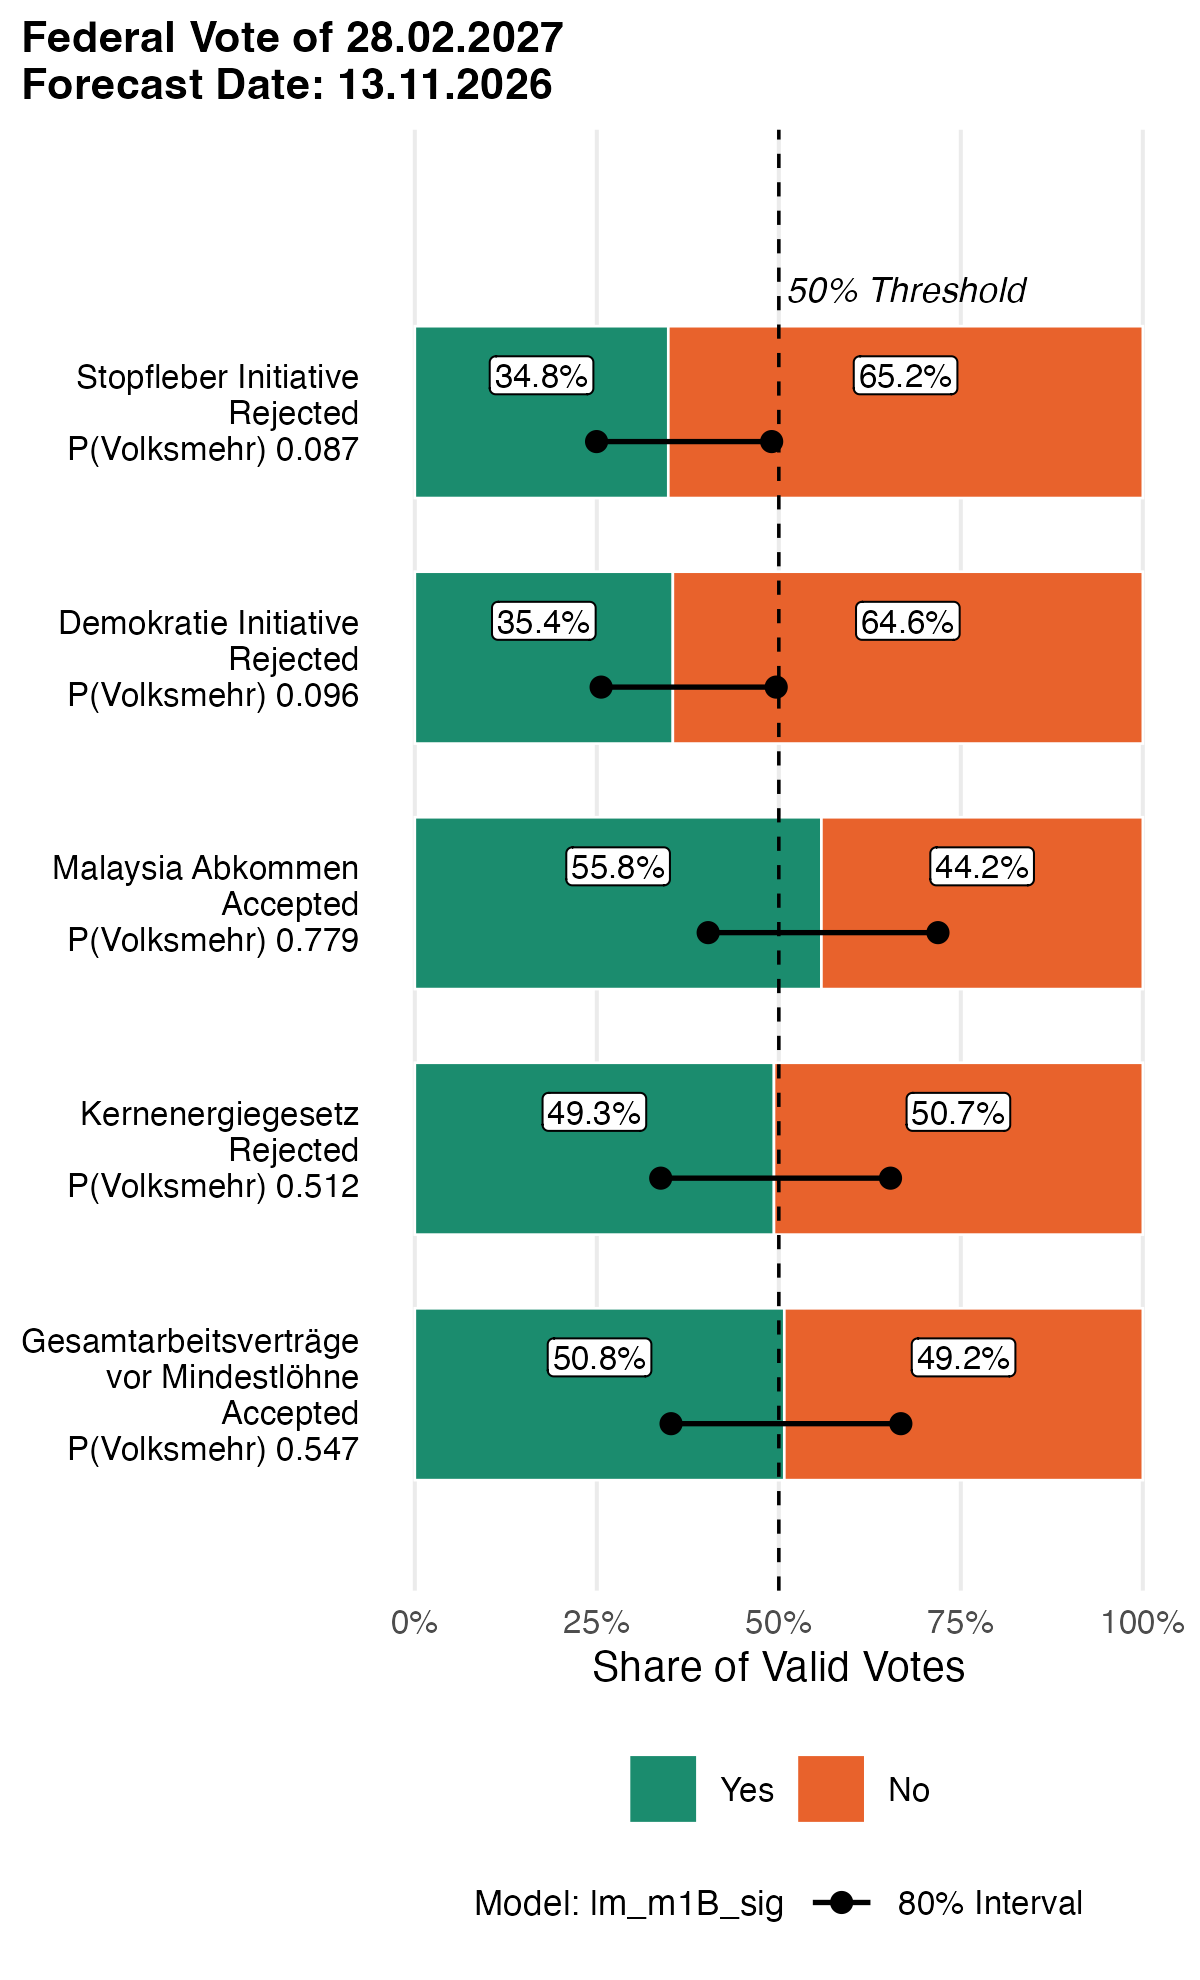 Federal Vote of 28.02.2027
Forecast Date: 13.11.2026
50% Threshold
Stopfleber Initiative
Rejected
P(Volksmehr) 0.087
34.8%
65.2%
Demokratie Initiative
Rejected
P(Volksmehr) 0.096
35.4%
64.6%
Malaysia Abkommen
Accepted
P(Volksmehr) 0.779
55.8%
44.2%
Kernenergiegesetz
Rejected
P(Volksmehr) 0.512
49.3%
50.7%
Gesamtarbeitsverträge
vor Mindestlöhne
Accepted
P(Volksmehr) 0.547
50.8%
49.2%
0% 25% 50% 75% 100%
Share of Valid Votes
Yes No
Model: lm_m1B_sig 80% Interval